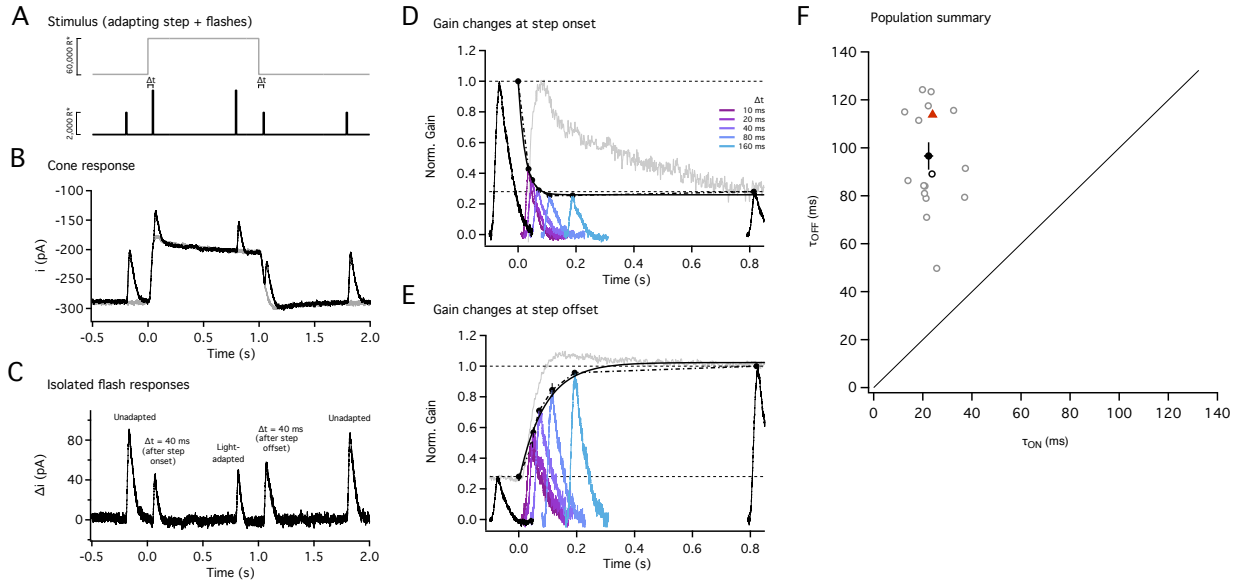 A
Stimulus (adapting step + flashes)
60,000 R*
Δt
Δt
2,000 R*
B
Cone response
-100
-150
-200
-250
-300
i (pA)
-0.5
0.0
0.5
1.0
1.5
2.0
Time (s)
C
Isolated flash responses
Unadapted
Δt = 40 ms
(after step
onset)
Light-
adapted
Δt = 40 ms
(after step
offset)
Unadapted
80
40
0
Δi (pA)
-0.5
0.0
0.5
1.0
1.5
2.0
Time (s)
D
Gain changes at step onset
1.2
1.0
0.8
0.6
0.4
0.2
0.0
Norm. Gain
Δt
10 ms
20 ms
40 ms
80 ms
160 ms
0.0
0.2
0.4
0.6
0.8
Time (s)
E
Gain changes at step offset
1.2
1.0
0.8
0.6
0.4
0.2
0.0
Norm. Gain
0.0
0.2
0.4
0.6
0.8
Time (s)
F
Population summary
140
120
100
80
60
40
20
0
τOFF (ms)
0
20
40
60
80
100
120
140
τON (ms)